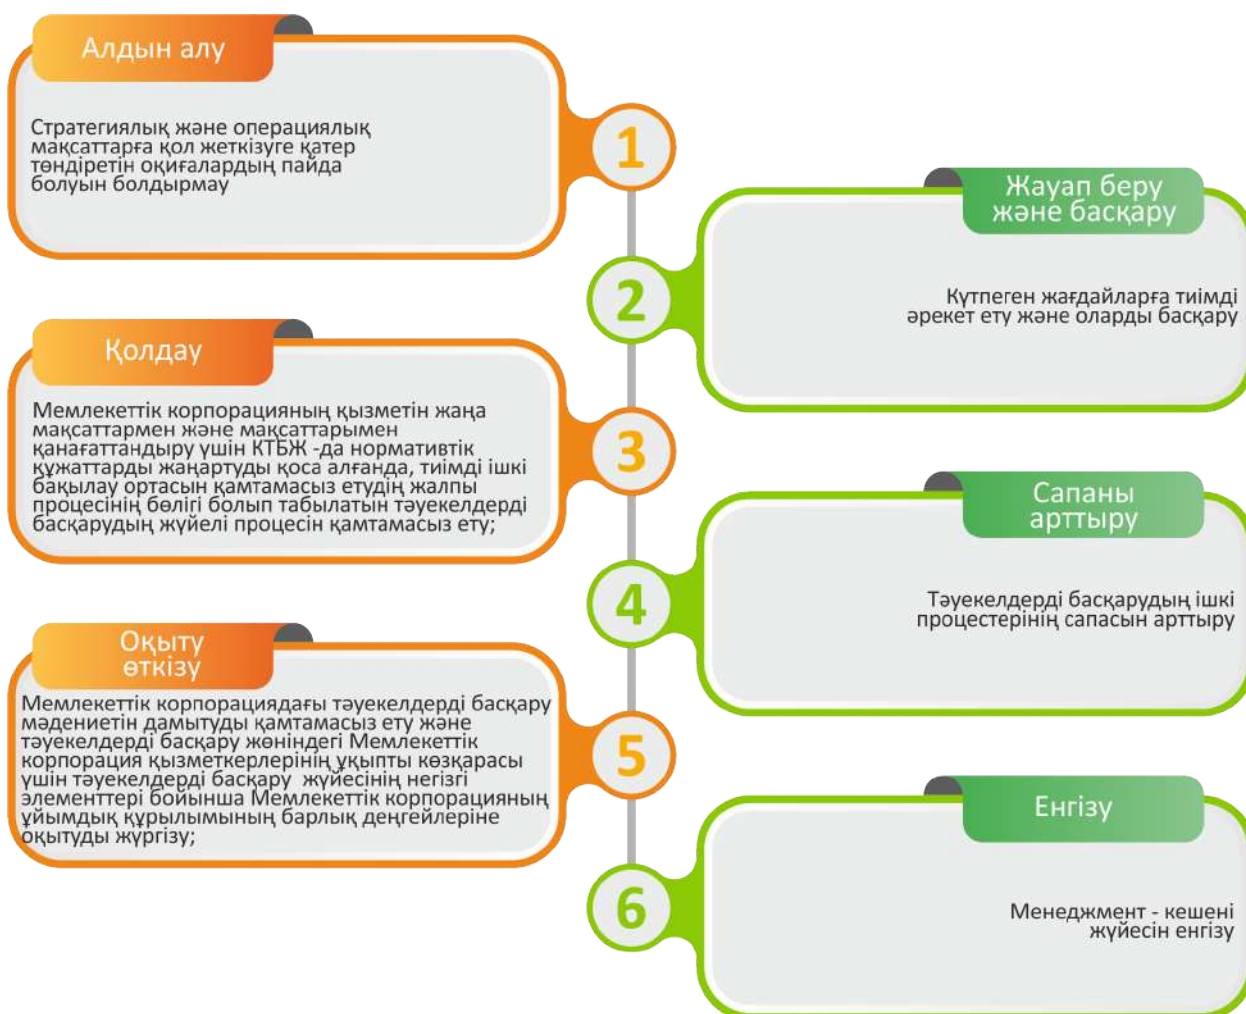 Алдын алу
Стратегиялық және операциялық
мақсаттарға қол жеткізуге қатер
төндіретін оқиғалардың пайда
болуын болдырмау
1
Жауап беру
және басқару
Күтпеген жағдайларға тиімді
әрекет ету және оларды басқару
2
Қолдау
Мемлекеттік корпорацияның қызметін жаңа
мақсаттармен және мақсаттарымен
қанағаттандыру үшін КТБЖ -да нормативтік
құжаттарды жаңартуды қоса алғанда, тиімді ішкі
бақылау ортасын қамтамасыз етудің жалпы
процесінің бөлігі болып табылатын тәуекелдерді
басқарудың жүйелі процесін қамтамасыз ету;
3
Сапаны
арттыру
Тәуекелдерді басқарудың ішкі
процестерінің сапасын арттыру
4
Оқыту
өткізу
Мемлекеттік корпорациядағы тәуекелдерді басқару
мәдениетін дамытуды қамтамасыз ету және
тәуекелдерді басқару жөніндегі Мемлекеттік
корпорация қызметкерлерінің ұқыпты көзқарасы
үшін тәуекелдерді басқару  жүйесінің негізгі
элементтері бойынша Мемлекеттік корпорацияның
ұйымдық құрылымының барлық деңгейлеріне
оқытуды жүргізу;
5
Енгізу
Менеджмент - кешені
жүйесін енгізу
6